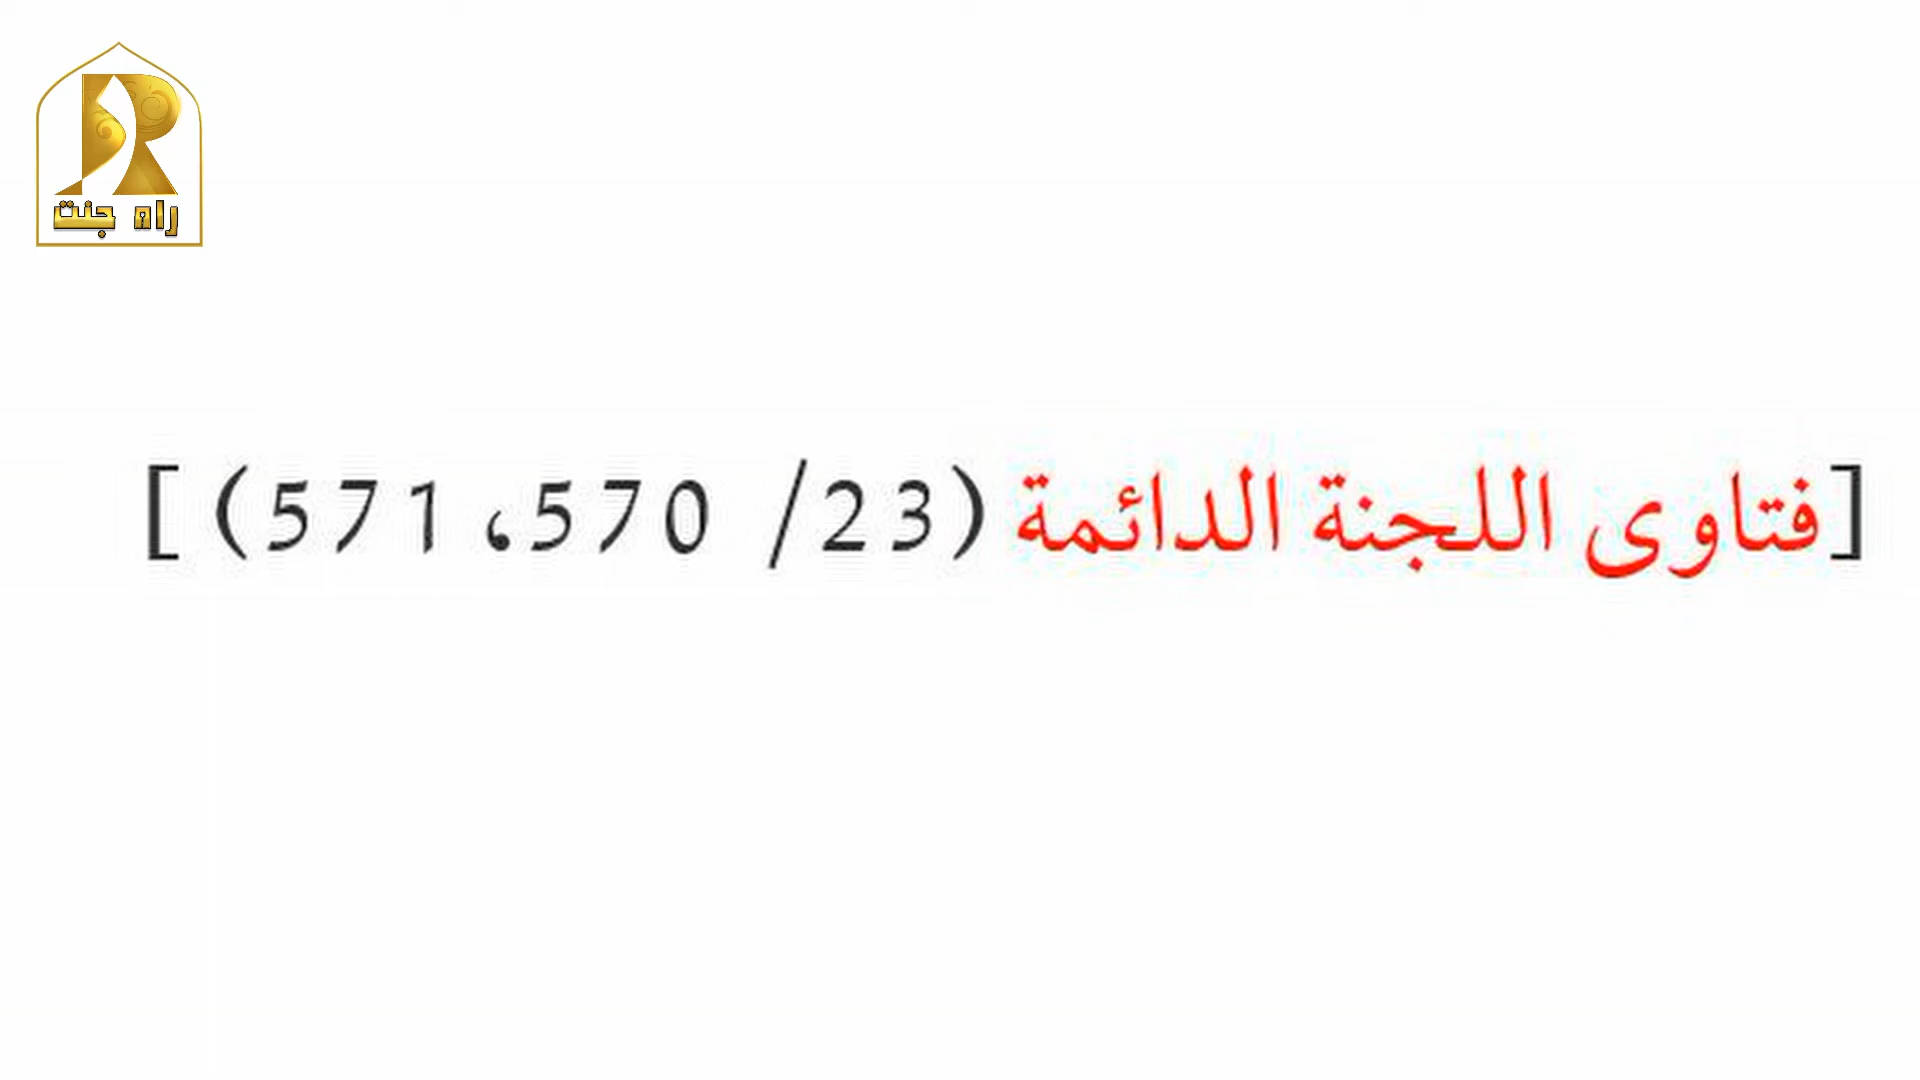 راه جنت
[فتاوى اللجنة الدائمة (23/ 570، 571)]